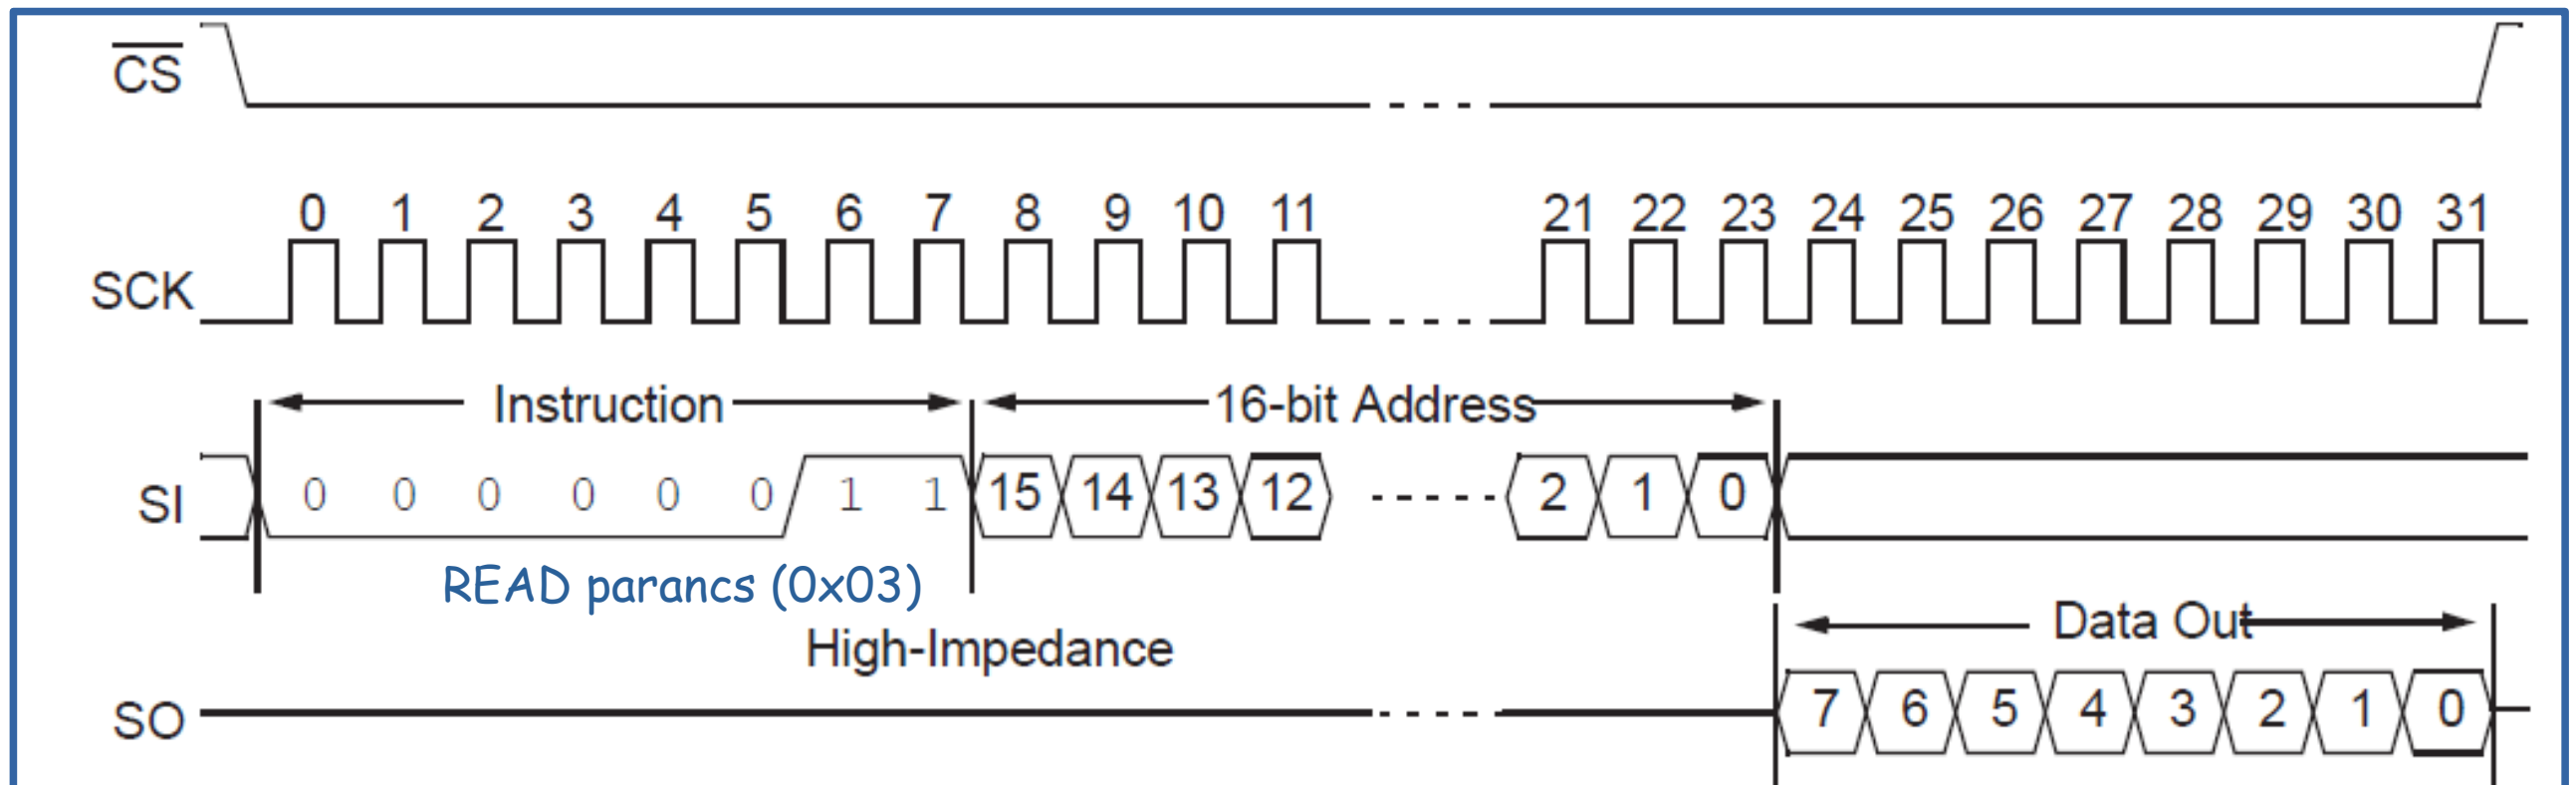 CS
0 1 2 3 4 5 6 7 8 9 10 11 21 22 23 24 25 26 27 28 29 30 31
SCK
Instruction 16-bit Address
SI 0 0 0 0 0 0 1 1 15 14 13 12 2 1 0
READ parancs (0x03)
High-Impedance Data Out
SO 7 6 5 4 3 2 1 0